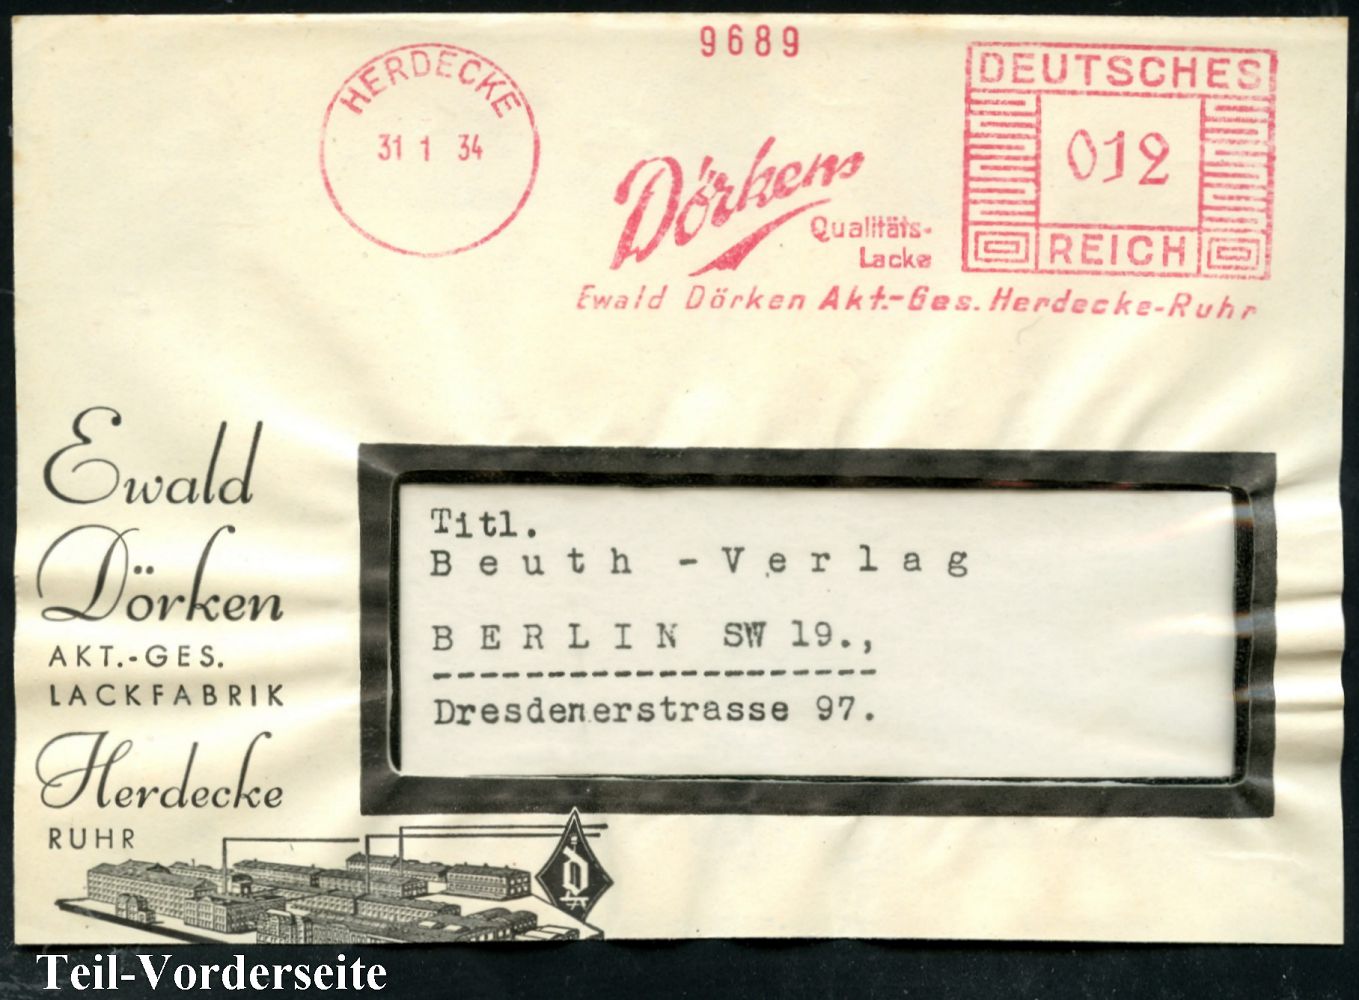 9689
HERDECKE
31 1 34
DEUTSCHES
012
REICH
Dörkens
Qualitäts-
Lacke
Ewald Dörken Akt.-Ges. Herdecke-Ruhr
Ewald
Dörken
AKT.-GES.
LACKFABRIK
Herdecke
RUHR
Titl.
Beuth -Verlag
BERLIN SW 19.,
Dresdenerstrasse 97.
D
Teil-Vorderseite